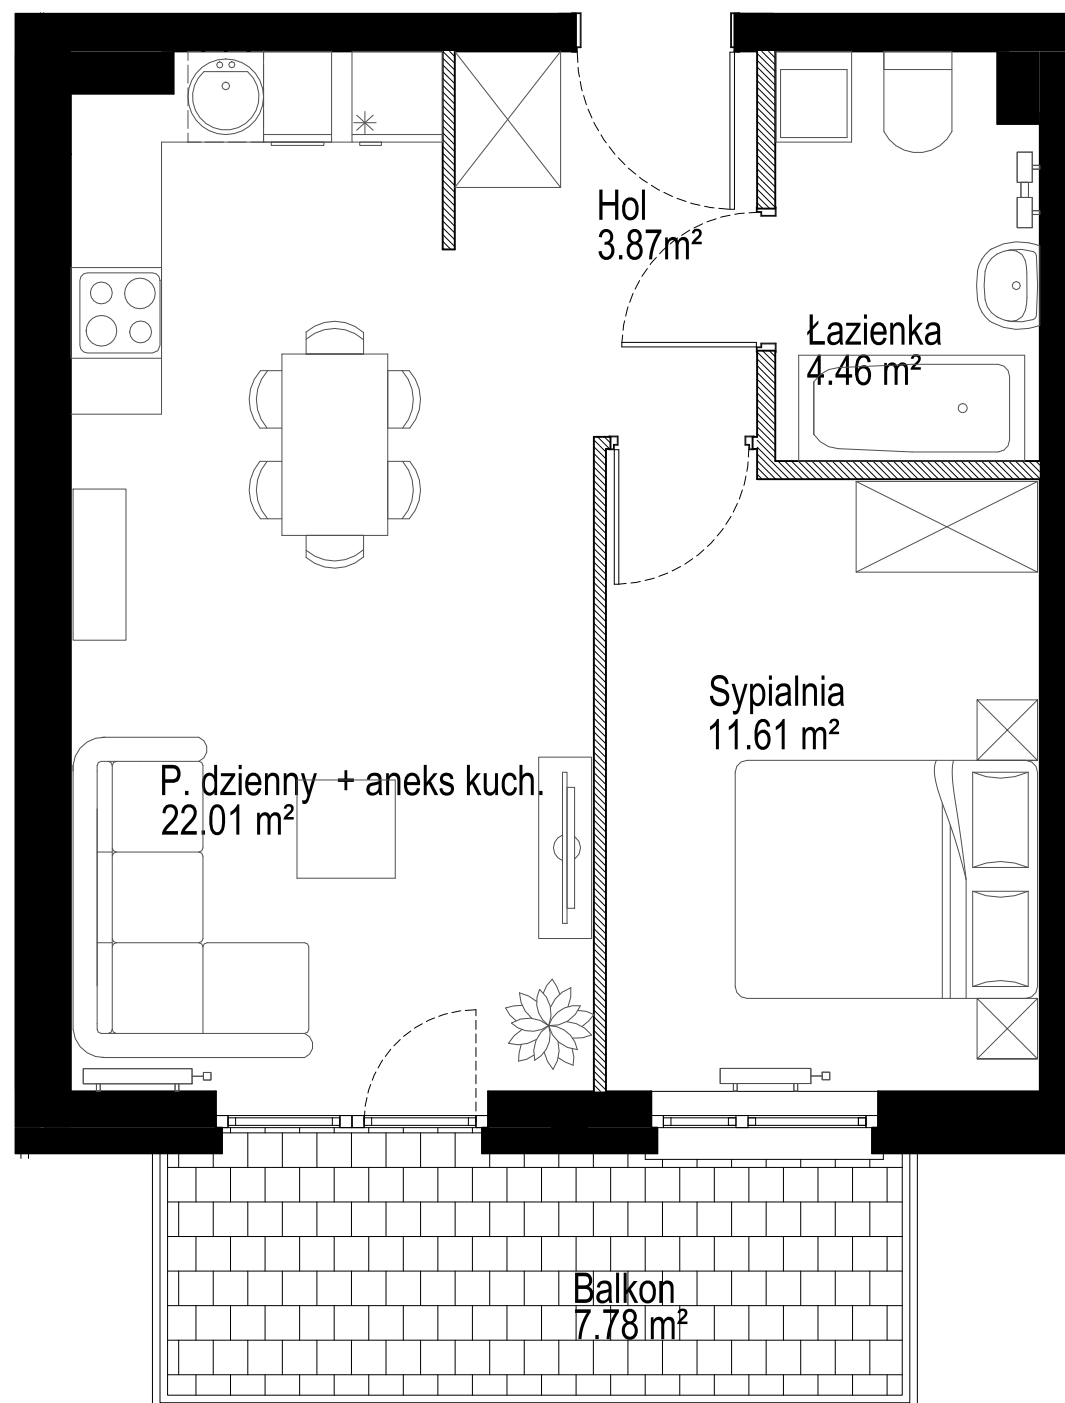 Hol
3.87m²
Łazienka
4.46 m²
Sypialnia
11.61 m²
P. dzienny + aneks kuch.
22.01 m²
Balkon
7.78 m²